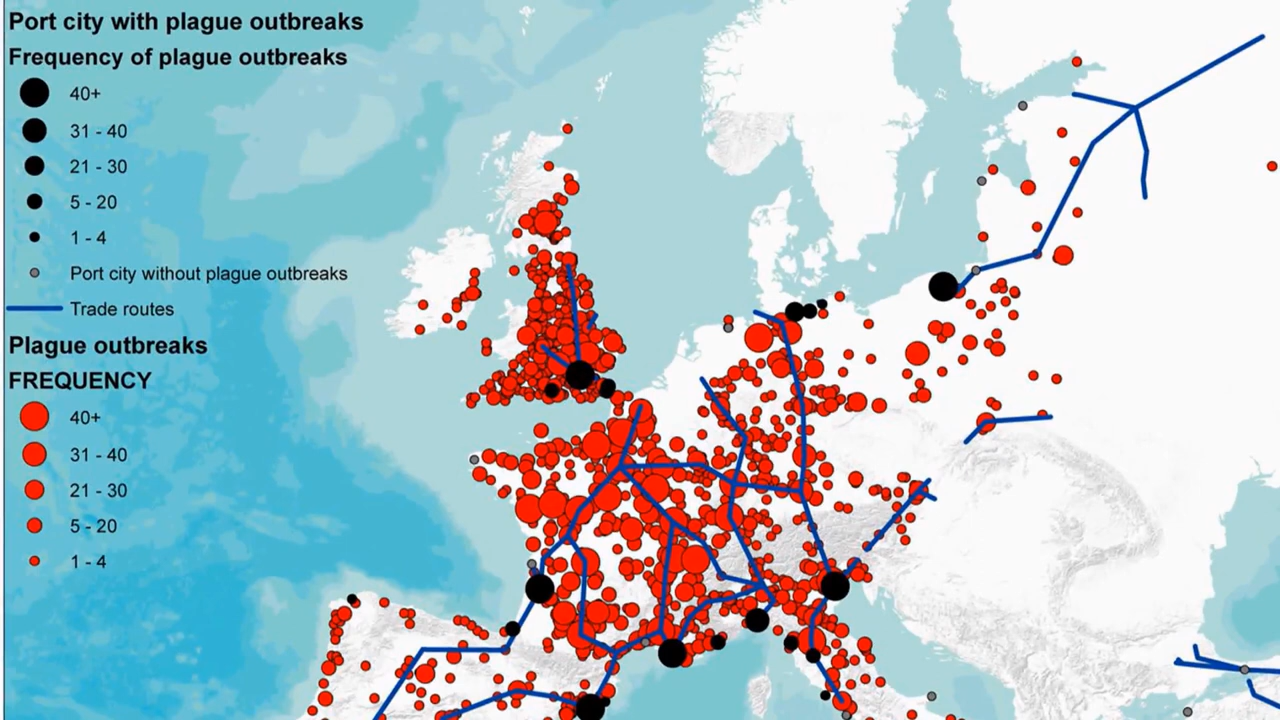 Port city with plague outbreaks
Frequency of plague outbreaks
40+
31 - 40
21 - 30
5 - 20
1 - 4
Port city without plague outbreaks
Trade routes
Plague outbreaks
FREQUENCY
40+
31 - 40
21 - 30
5 - 20
1 - 4